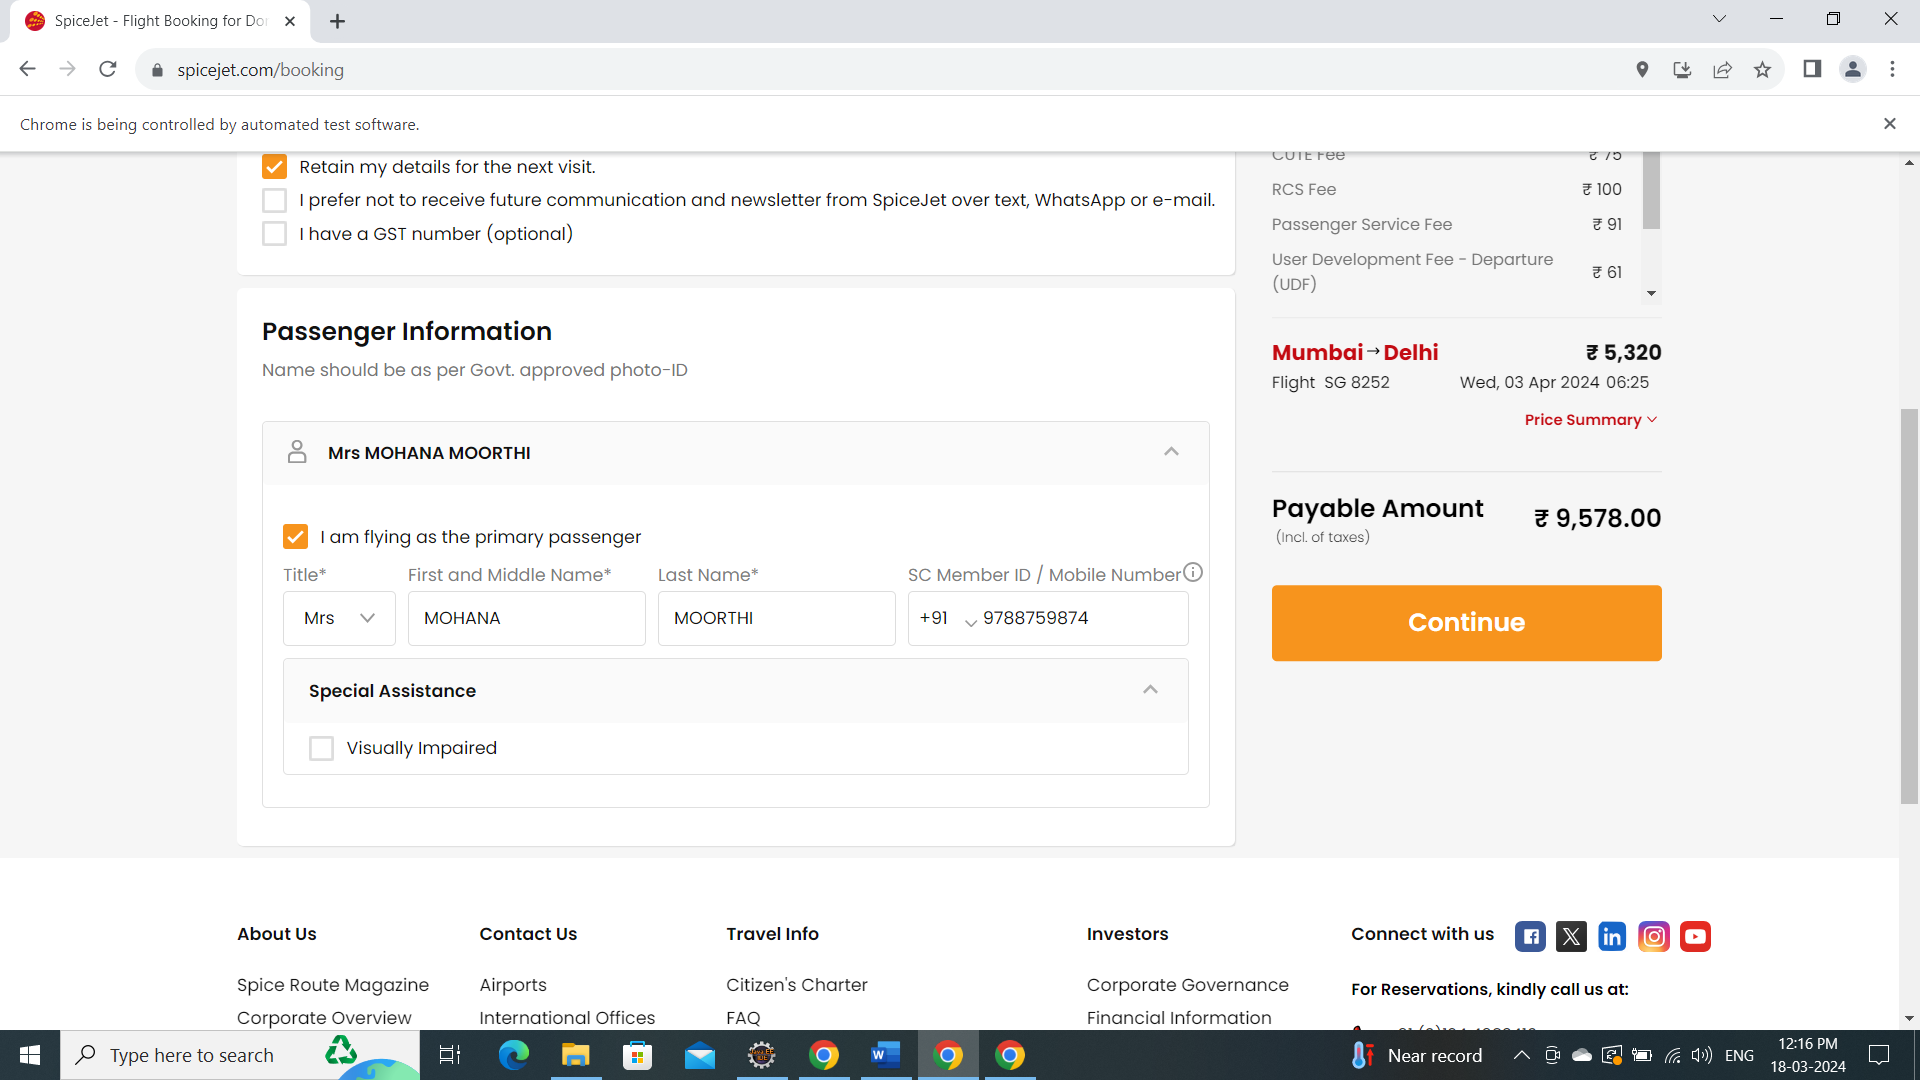 SpiceJet - Flight Booking for Do
spicejet.com/booking
Chrome is being controlled by automated test software.
Retain my details for the next visit.
I prefer not to receive future communication and newsletter from SpiceJet over text, WhatsApp or e-mail.
I have a GST number (optional)
CUTE Fee ₹ 75
RCS Fee ₹ 100
Passenger Service Fee ₹ 91
User Development Fee - Departure
(UDF) ₹ 61
Passenger Information
Name should be as per Govt. approved photo-ID
Mrs MOHANA MOORTHI
I am flying as the primary passenger
Title* First and Middle Name* Last Name* SC Member ID / Mobile Number
Mrs MOHANA MOORTHI +91 9788759874
Special Assistance
Visually Impaired
Mumbai→Delhi ₹ 5,320
Flight SG 8252 Wed, 03 Apr 2024 06:25
Price Summary
Payable Amount ₹ 9,578.00
(Incl. of taxes)
Continue
About Us Contact Us Travel Info Investors Connect with us
Spice Route Magazine Airports Citizen's Charter Corporate Governance For Reservations, kindly call us at:
Corporate Overview International Offices FAQ Financial Information
Type here to search
Near record
ENG
12:16 PM
18-03-2024